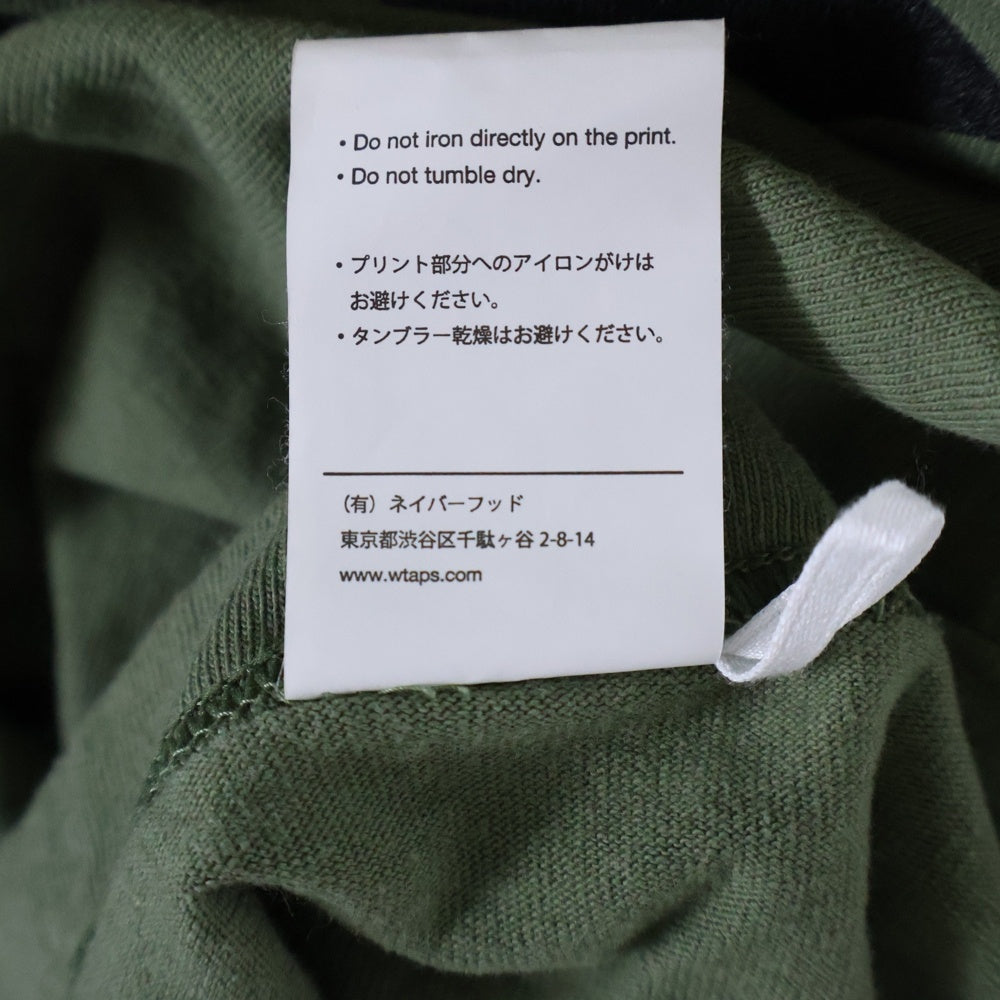 ・Do not iron directly on the print.
・Do not tumble dry.
・プリント部分へのアイロンがけは
お避けください。
・タンブラー乾燥はお避けください。
（有）ネイバーフッド
東京都渋谷区千駄ヶ谷 2-8-14
www.wtaps.com